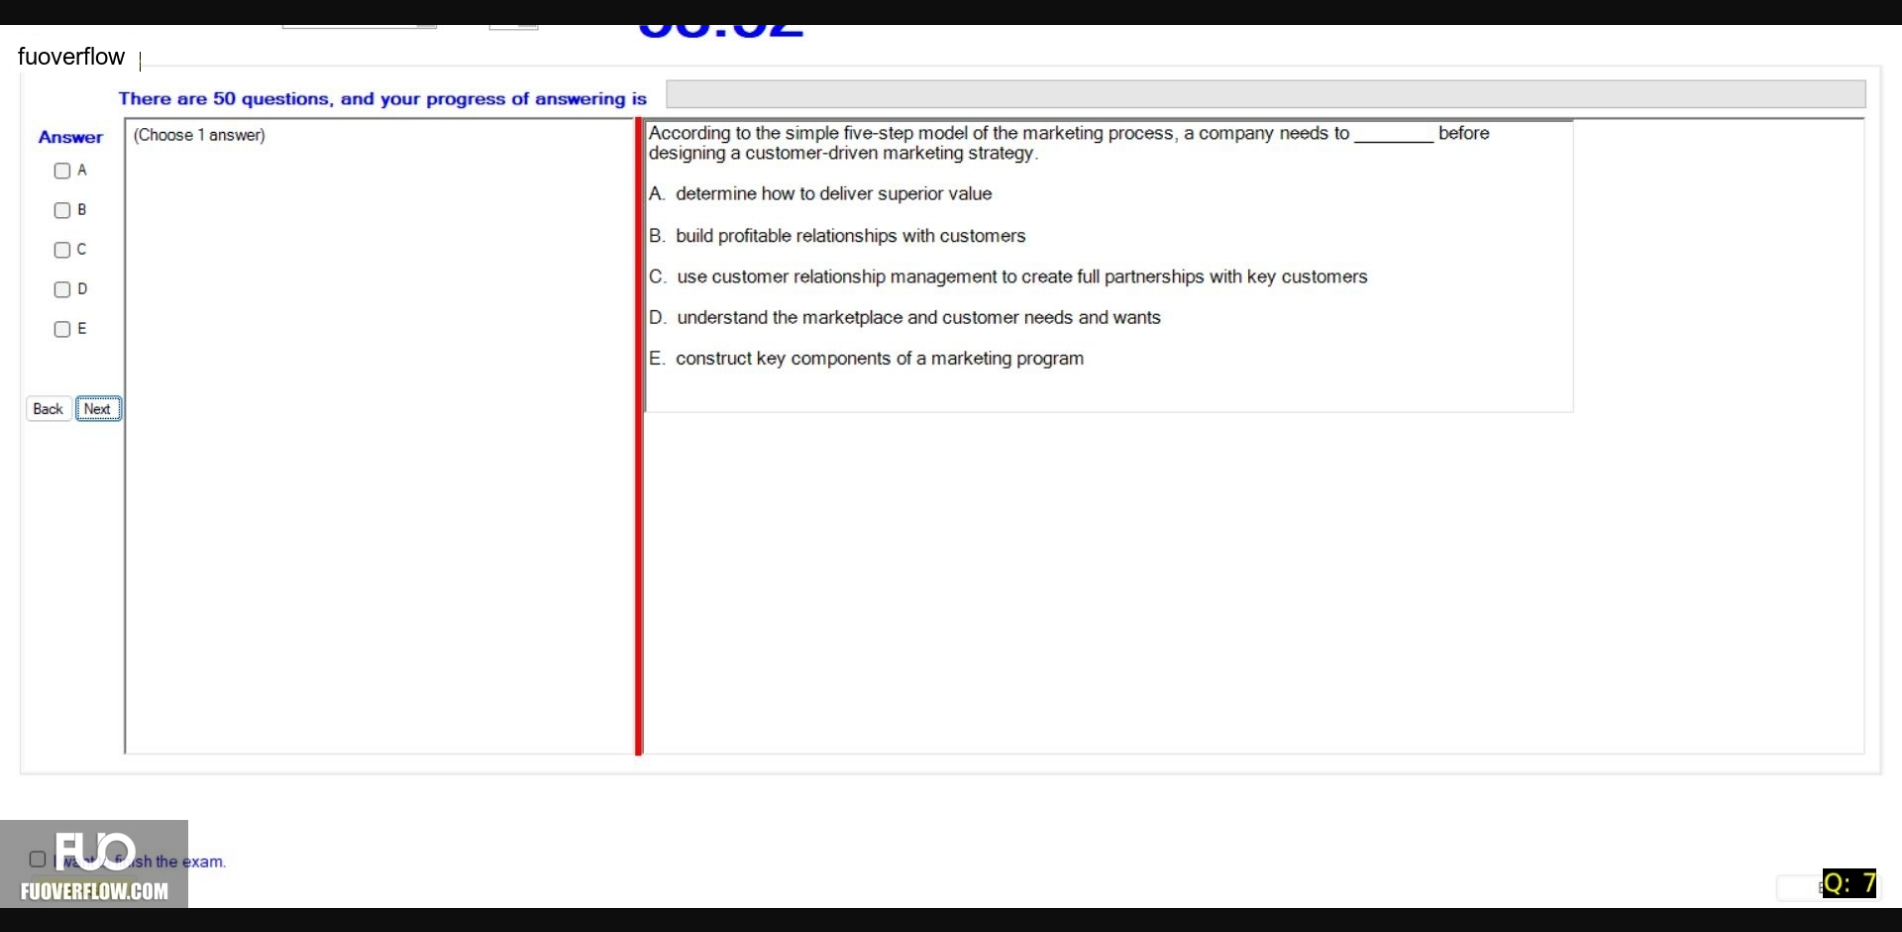 fuoverflow
There are 50 questions, and your progress of answering is
Answer
(Choose 1 answer)
A
B
C
D
E
Back
Next
According to the simple five-step model of the marketing process, a company needs to ________ before
designing a customer-driven marketing strategy.
A. determine how to deliver superior value
B. build profitable relationships with customers
C. use customer relationship management to create full partnerships with key customers
D. understand the marketplace and customer needs and wants
E. construct key components of a marketing program
FUO
the exam.
FUOVERFLOW.COM
Q: 7